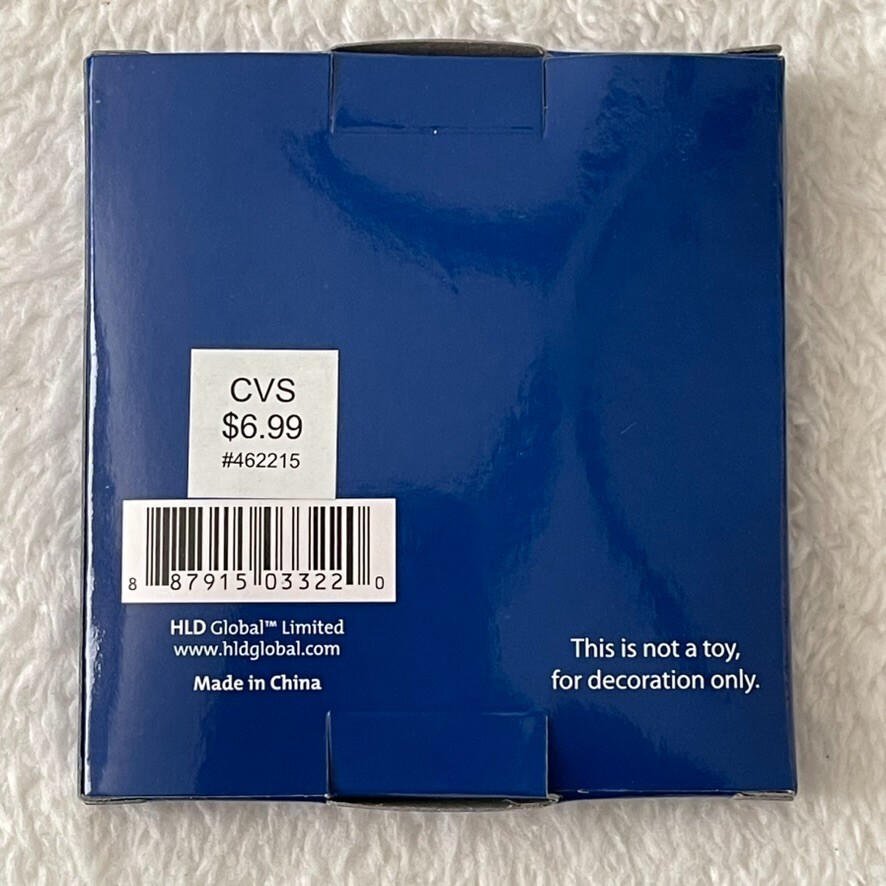 CVS
$6.99
#462215
8 87915 03322 0
HLD Global™ Limited
www.hldglobal.com
Made in China
This is not a toy,
for decoration only.